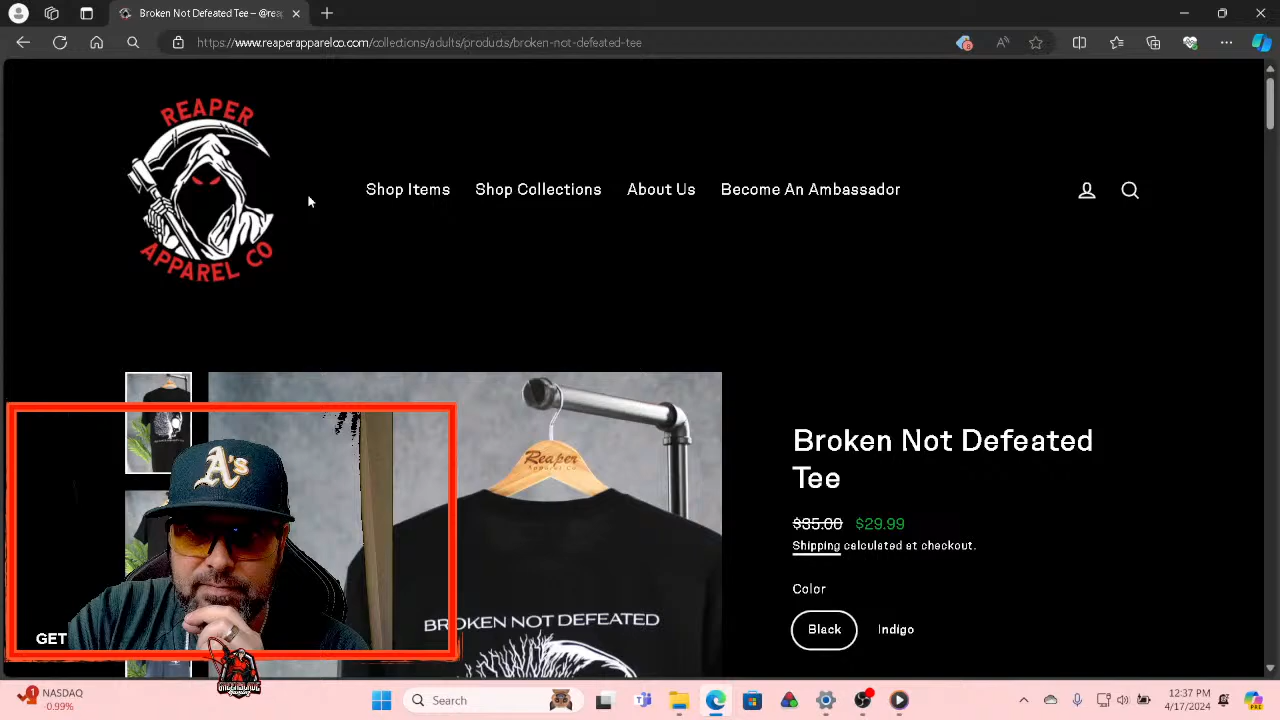 Broken Not Defeated Tee – @rea
https://www.reaperapparelco.com/collections/adults/products/broken-not-defeated-tee
REAPER
APPAREL CO
Shop Items
Shop Collections
About Us
Become An Ambassador
Reaper
Apparel Co
BROKEN NOT DEFEATED
Broken Not Defeated
Tee
$35.00 $29.99
Shipping calculated at checkout.
Color
Black
Indigo
A's
GET
NASDAQ
-0.99%
1
Search
12:37 PM
4/17/2024
PRE